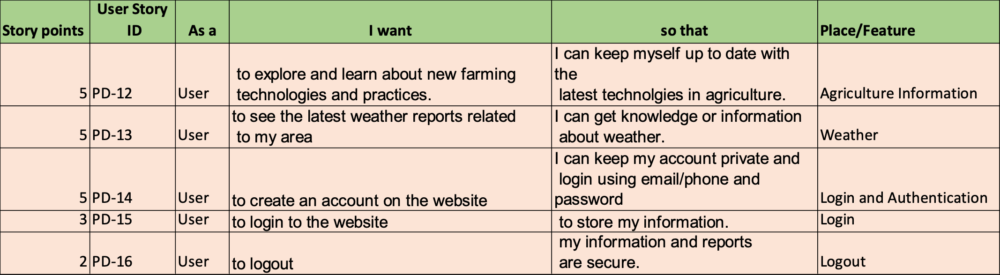 Story points
User Story
ID
As a
I want
so that
Place/Feature
5
PD-12
User
to explore and learn about new farming
technologies and practices.
I can keep myself up to date with
the
latest technolgies in agriculture.
Agriculture Information
5
PD-13
User
to see the latest weather reports related
to my area
I can get knowledge or information
about weather.
Weather
5
PD-14
User
to create an account on the website
I can keep my account private and
login using email/phone and
password
Login and Authentication
3
PD-15
User
to login to the website
to store my information.
Login
2
PD-16
User
to logout
my information and reports
are secure.
Logout